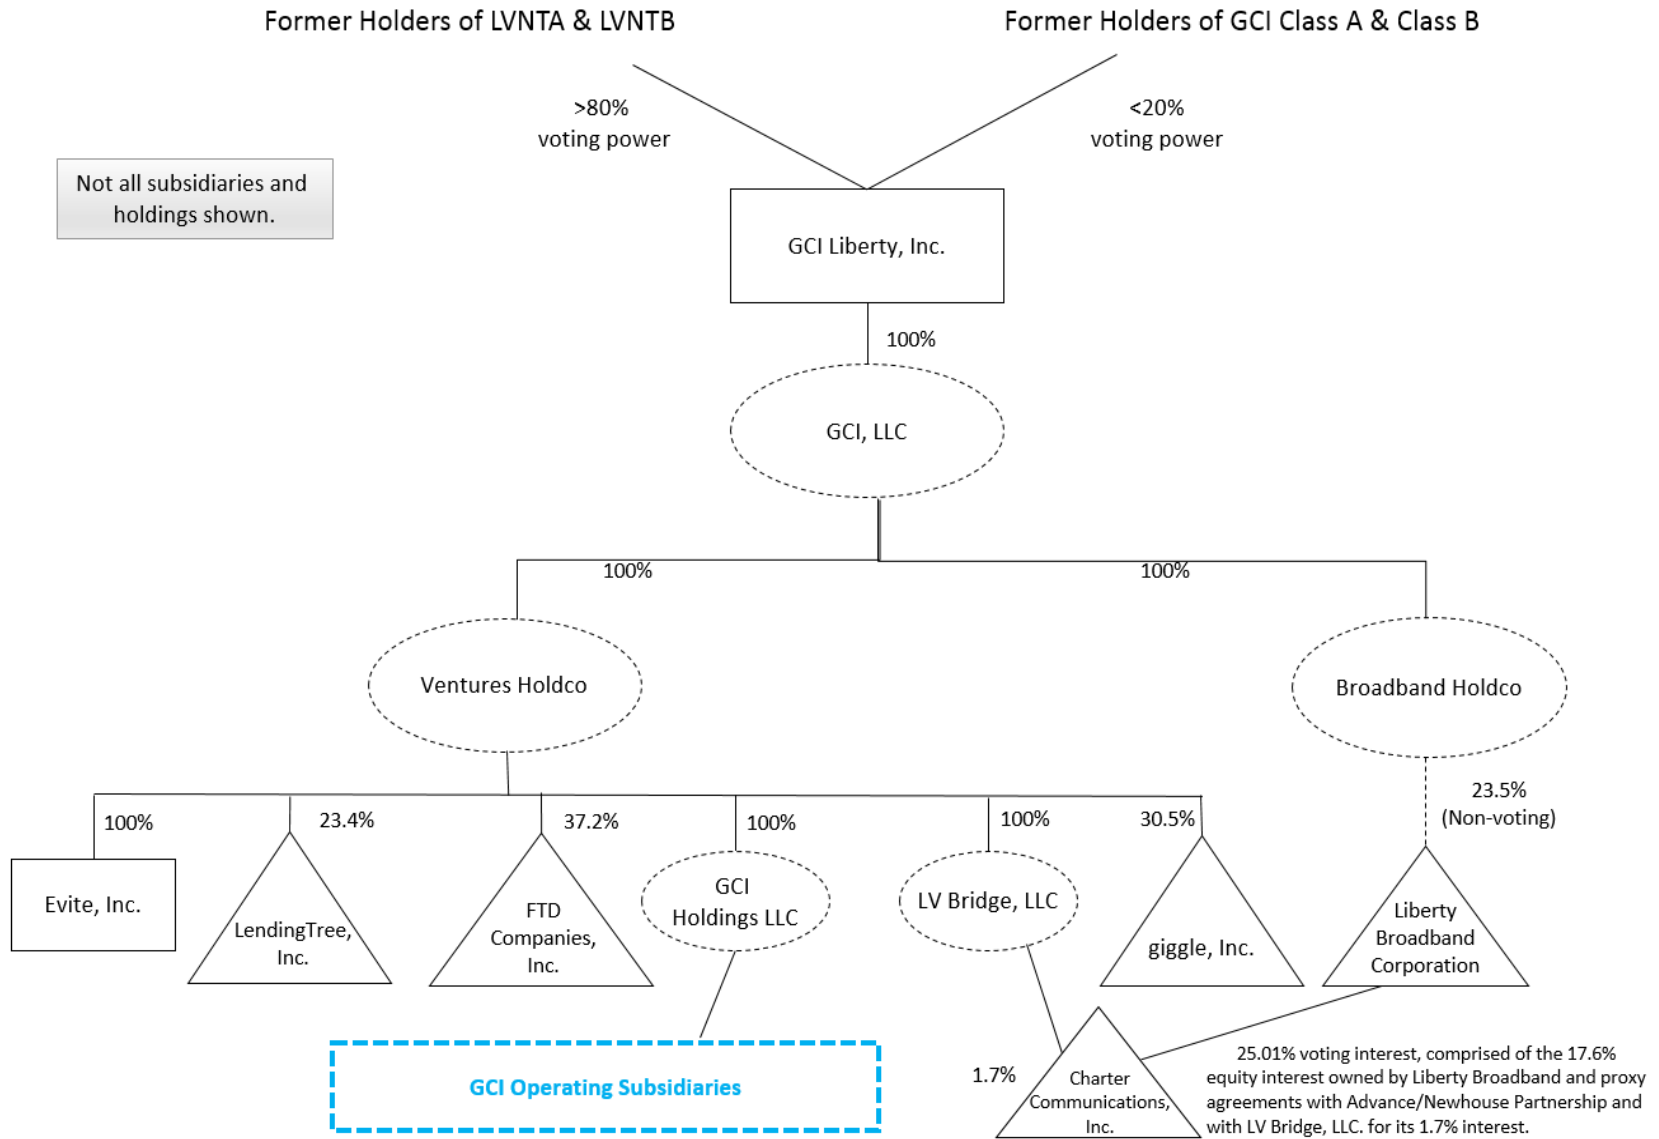 Former Holders of LVNTA & LVNTB
Former Holders of GCI Class A & Class B
>80%
voting power
<20%
voting power
Not all subsidiaries and
holdings shown.
GCI Liberty, Inc.
100%
GCI, LLC
100%
100%
Ventures Holdco
Broadband Holdco
100%
23.4%
37.2%
100%
100%
30.5%
23.5%
(Non-voting)
Evite, Inc.
LendingTree,
Inc.
FTD
Companies,
Inc.
GCI
Holdings LLC
LV Bridge, LLC
giggle, Inc.
Liberty
Broadband
Corporation
GCI Operating Subsidiaries
1.7%
Charter
Communications,
Inc.
25.01% voting interest, comprised of the 17.6%
equity interest owned by Liberty Broadband and proxy
agreements with Advance/Newhouse Partnership and
with LV Bridge, LLC. for its 1.7% interest.